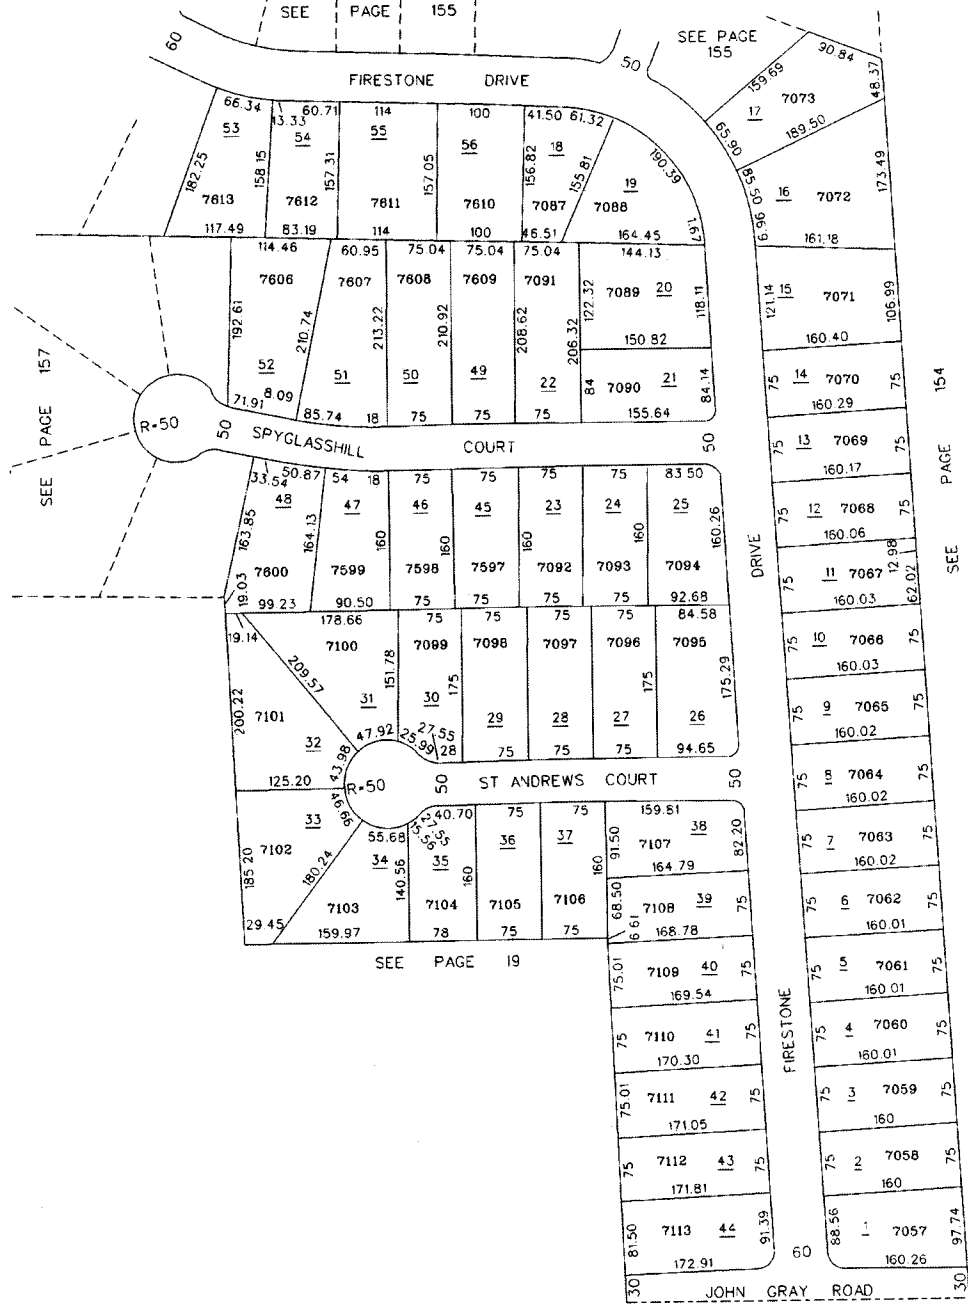 SEE PAGE 155
60
FIRESTONE DRIVE
50
SEE PAGE
155
90.84
159.69
48.37
17 7073
189.50
65.90
66.34 13.33 60.71 114 100 41.50 61.32
53 54 55 56 18
190.39
182.25 158.15 157.31 157.05 156.82 155.81
19
7613 7612 7611 7610 7087 7088
117.49 83.19 114 100 46.51 164.45
1.67
85.50
16 7072
173.49
6.96
161.18
114.46 60.95 75.04 75.04 75.04 144.13
7606 7607 7608 7609 7091
7089 20
122.32
118.11
192.61 210.74 213.22 210.92 208.62 206.32
150.82
121.14
15 7071
106.99
160.40
52 51 50 49 22
84 7090 21 84.14
71.91 8.09 85.74 18 75 75 75 155.64
75 14 7070 75
160.29
SEE PAGE 157
SEE PAGE 154
R=50
50
SPYGLASSHILL COURT
50
75 13 7069 75
160.17
33.54 50.87 54 18 75 75 75 75 83.50
48 47 46 45 23 24 25
163.85 164.13 160 160 160 160.26
7600 7599 7598 7597 7092 7093 7094
19.03
99.23 90.50 75 75 75 75 92.68
DRIVE
75 12 7068 75
160.06
75 11 7067 12.98
160.03 62.02
178.66 75 75 75 75 84.58
19.14
7100 7099 7098 7097 7096 7095
75 10 7066 75
160.03
209.57 151.78 175 175 175.29
200.22
7101
31 30 29 28 27 26
32
47.92 25.99 27.55 28 75 75 75 94.65
43.98
75 9 7065 75
160.02
125.20
R=50
50
ST ANDREWS COURT
50
75 8 7064 75
160.02
46.66
33
7102
185.20
180.24
55.68 15.56 27.55 40.70 75 75 159.81
34 35 36 37 38
7107
91.50
82.20
164.79
140.56 160 160
75 7 7063 75
160.02
7103 7104 7105 7106
68.50 7108 39 75
6.61 168.78
29.45 159.97 78 75 75
75 6 7062 75
160.01
SEE PAGE 19
75.01 7109 40 75
169.54
75 5 7061 75
160.01
75 7110 41 75
170.30
FIRESTONE
75 4 7060 75
160.01
75.01 7111 42 75
171.05
75 3 7059 75
160
75 7112 43 75
171.81
75 2 7058 75
160
81.50 7113 44 91.39
172.91
60
88.56 1 7057 97.74
160.26
30 JOHN GRAY ROAD 30